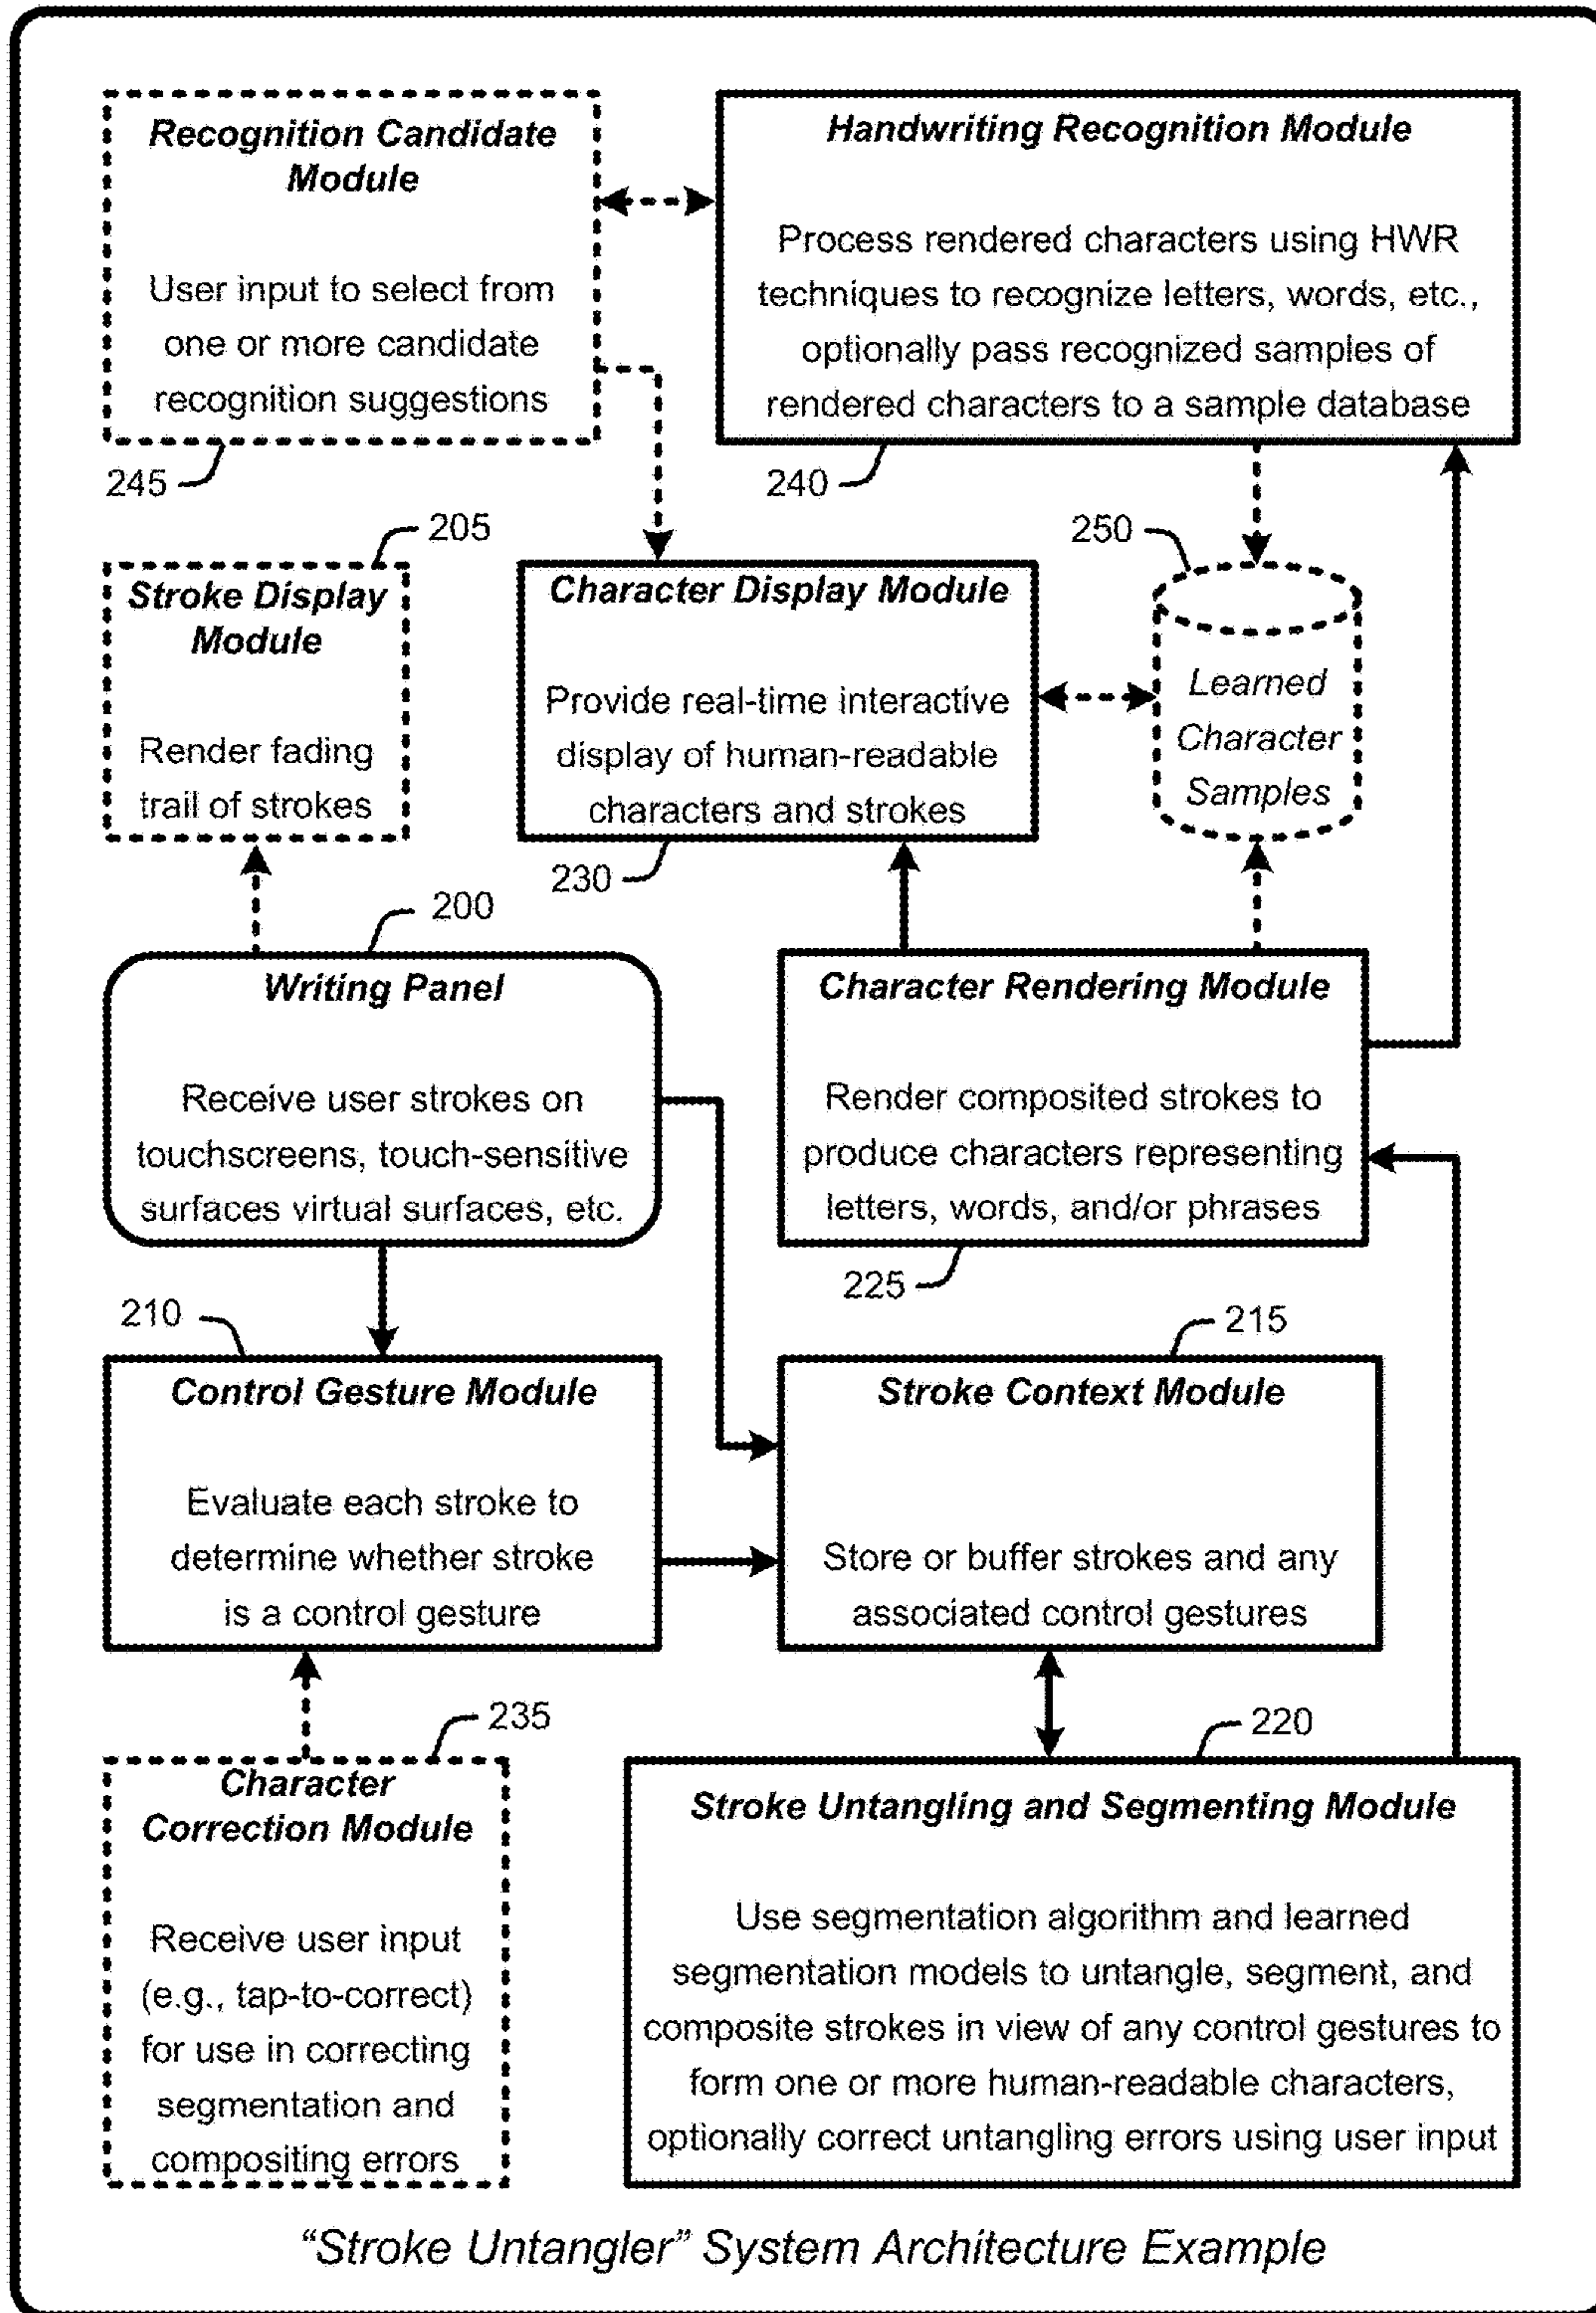 Recognition Candidate
Module
User input to select from
one or more candidate
recognition suggestions
245
Handwriting Recognition Module
Process rendered characters using HWR
techniques to recognize letters, words, etc.,
optionally pass recognized samples of
rendered characters to a sample database
240
205
Stroke Display
Module
Render fading
trail of strokes
Character Display Module
Provide real-time interactive
display of human-readable
characters and strokes
230
250
Learned
Character
Samples
200
Writing Panel
Receive user strokes on
touchscreens, touch-sensitive
surfaces virtual surfaces, etc.
Character Rendering Module
Render composited strokes to
produce characters representing
letters, words, and/or phrases
225
210
Control Gesture Module
Evaluate each stroke to
determine whether stroke
is a control gesture
215
Stroke Context Module
Store or buffer strokes and any
associated control gestures
235
Character
Correction Module
Receive user input
(e.g., tap-to-correct)
for use in correcting
segmentation and
compositing errors
220
Stroke Untangling and Segmenting Module
Use segmentation algorithm and learned
segmentation models to untangle, segment, and
composite strokes in view of any control gestures to
form one or more human-readable characters,
optionally correct untangling errors using user input
“Stroke Untangler” System Architecture Example